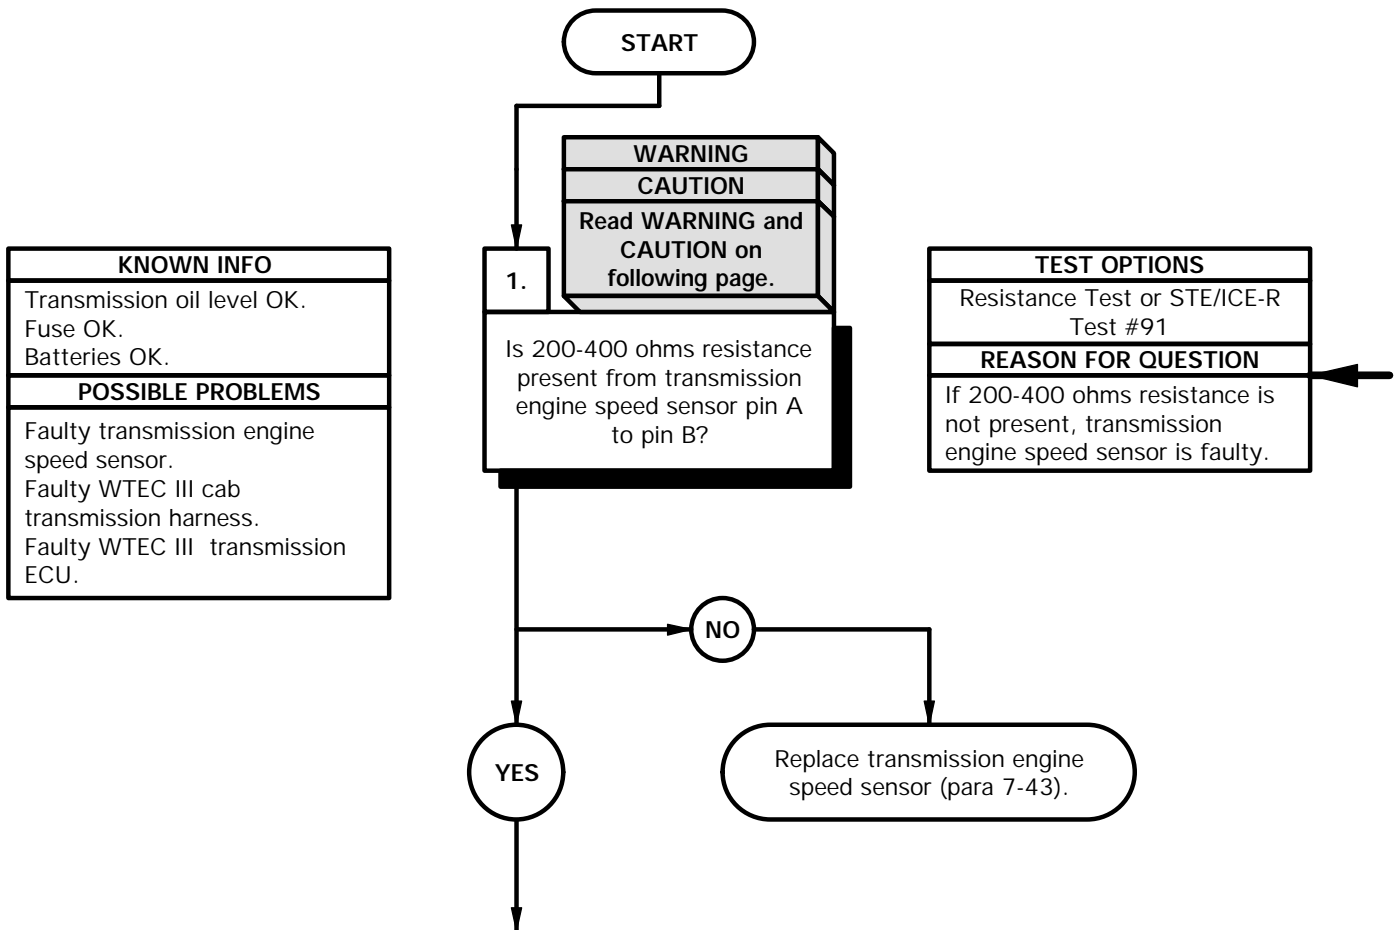 START
WARNING
CAUTION
Read WARNING and
CAUTION on
following page.
1.
Is 200-400 ohms resistance
present from transmission
engine speed sensor pin A
to pin B?
KNOWN INFO
Transmission oil level OK.
Fuse OK.
Batteries OK.
POSSIBLE PROBLEMS
Faulty transmission engine
speed sensor.
Faulty WTEC III cab
transmission harness.
Faulty WTEC III transmission
ECU.
TEST OPTIONS
Resistance Test or STE/ICE-R
Test #91
REASON FOR QUESTION
If 200-400 ohms resistance is
not present, transmission
engine speed sensor is faulty.
NO
YES
Replace transmission engine
speed sensor (para 7-43).